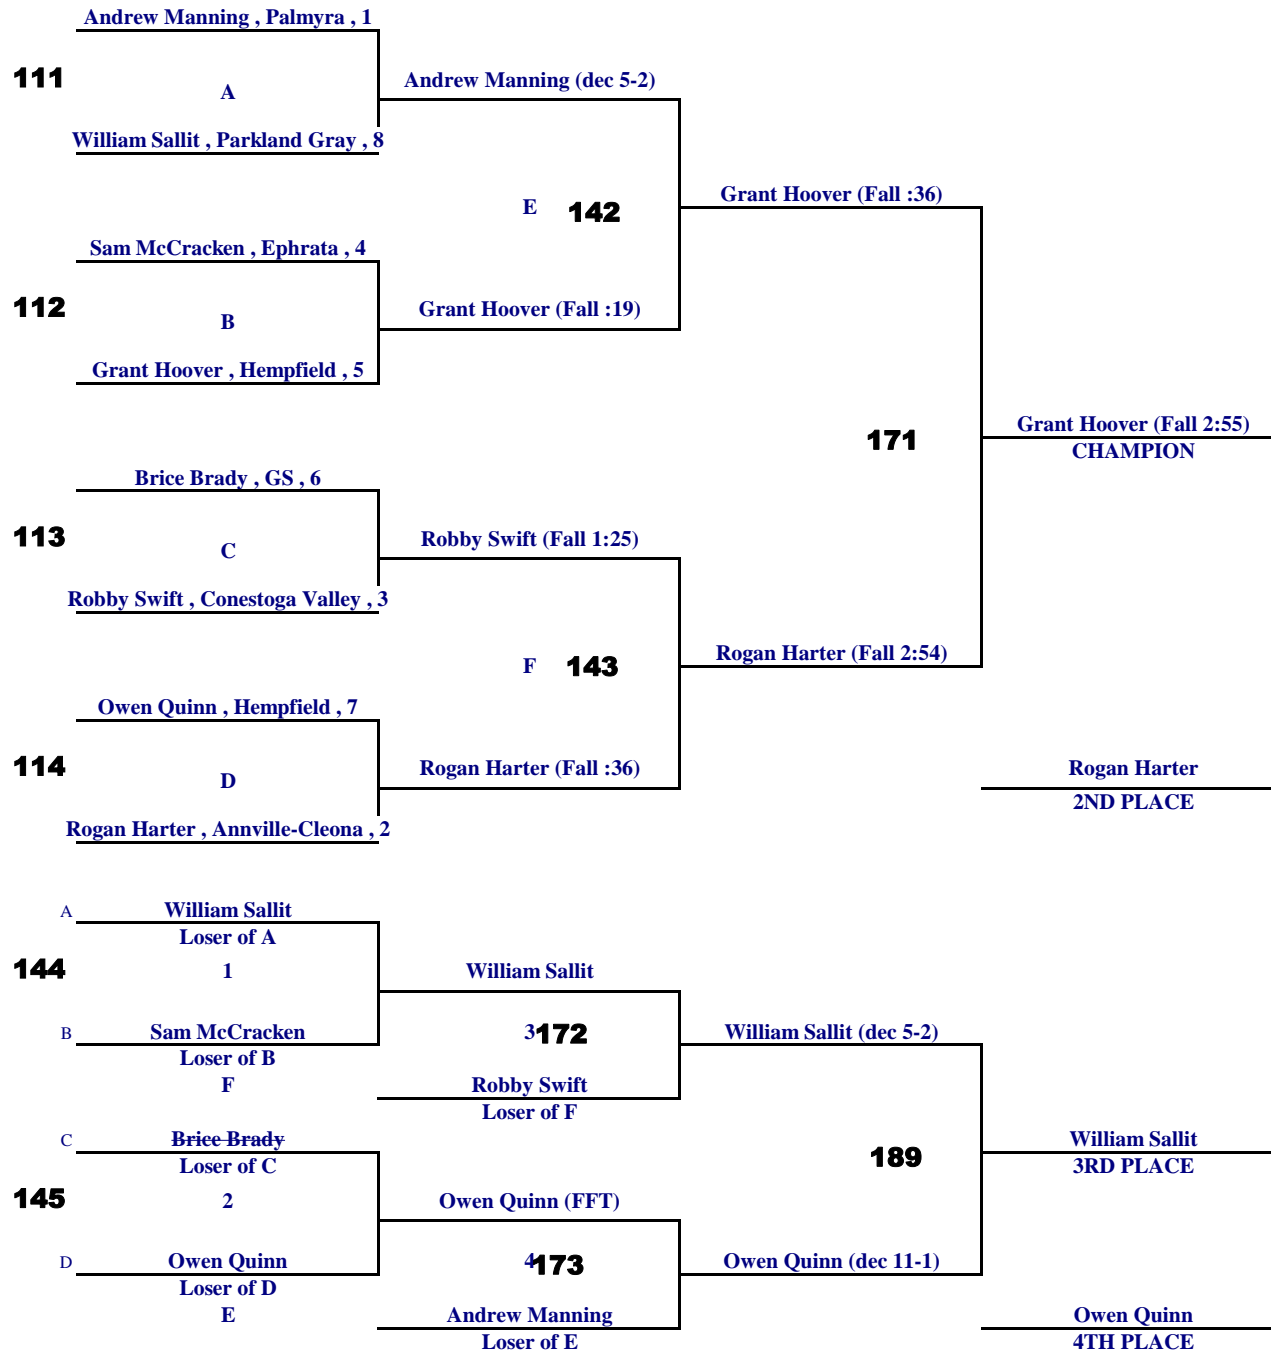 Andrew Manning , Palmyra , 1
111
A
Andrew Manning (dec 5-2)
William Sallit , Parkland Gray , 8
E
142
Grant Hoover (Fall :36)
Sam McCracken , Ephrata , 4
112
B
Grant Hoover (Fall :19)
Grant Hoover , Hempfield , 5
171
Grant Hoover (Fall 2:55)
CHAMPION
Brice Brady , GS , 6
113
C
Robby Swift (Fall 1:25)
Robby Swift , Conestoga Valley , 3
F
143
Rogan Harter (Fall 2:54)
Owen Quinn , Hempfield , 7
114
D
Rogan Harter (Fall :36)
Rogan Harter , Annville-Cleona , 2
Rogan Harter
2ND PLACE
A
William Sallit
Loser of A
144
1
William Sallit
B
Sam McCracken
Loser of B
3
172
William Sallit (dec 5-2)
F
Robby Swift
Loser of F
C
Brice Brady
Loser of C
189
William Sallit
3RD PLACE
145
2
Owen Quinn (FFT)
D
Owen Quinn
Loser of D
4
173
Owen Quinn (dec 11-1)
E
Andrew Manning
Loser of E
Owen Quinn
4TH PLACE